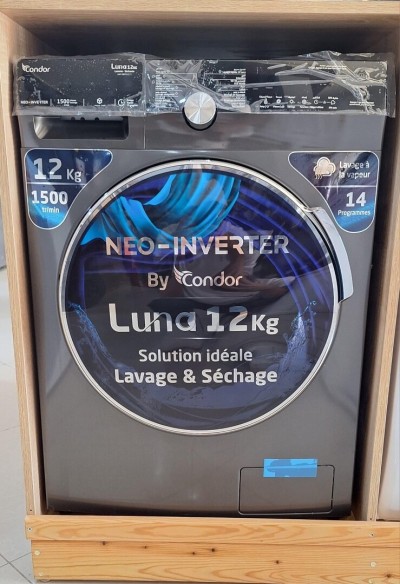 Condor
Luna 12KG
NEO-INVERTER
1500
12 Kg
1500
tr/min
Lavage à
la vapeur
14
Programmes
NEO-INVERTER
By Condor
Luna 12Kg
Solution idéale
Lavage & Séchage